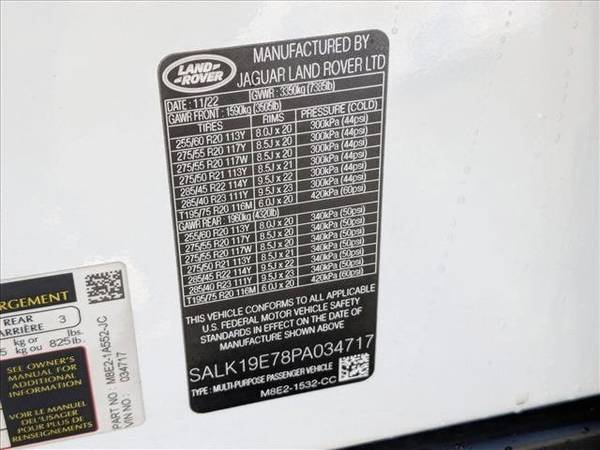 LAND ROVER
MANUFACTURED BY
JAGUAR LAND ROVER LTD
DATE : 11/22 GVWR : 3350kg (7385lb)
GAWR FRONT : 1590kg (3505lb)
TIRES RIMS PRESSURE (COLD)
255/60 R20 113Y 8.0J x 20 300kPa (44psi)
275/55 R20 117Y 8.5J x 20 300kPa (44psi)
275/55 R20 117W 8.5J x 20 300kPa (44psi)
275/50 R21 113Y 8.5J x 21 300kPa (44psi)
285/45 R22 114Y 9.5J x 22 300kPa (44psi)
285/40 R23 111Y 9.5J x 23 300kPa (44psi)
T195/75 R20 116M 6.0J x 20 420kPa (60psi)
GAWR REAR 1960kg (4320lb)
255/60 R20 113Y 8.0J x 20 340kPa (50psi)
275/55 R20 117Y 8.5J x 20 340kPa (50psi)
275/55 R20 117W 8.5J x 20 340kPa (50psi)
275/50 R21 113Y 8.5J x 21 340kPa (50psi)
285/45 R22 114Y 9.5J x 22 340kPa (50psi)
285/40 R23 111Y 9.5J x 23 340kPa (50psi)
T195/75 R20 116M 6.0J x 20 420kPa (60psi)
THIS VEHICLE CONFORMS TO ALL APPLICABLE
U.S. FEDERAL MOTOR VEHICLE SAFETY
STANDARDS IN EFFECT ON THE DATE OF
MANUFACTURE SHOWN ABOVE
SALK19E78PA034717
TYPE : MULTI-PURPOSE PASSENGER VEHICLE
M8E2-1532-CC
ARGEMENT
REAR 3
ARRIÈRE
5 kg or kg ou 825 lbs.
SEE OWNER'S
MANUAL FOR
ADDITIONAL
INFORMATION
VOIR LE MANUEL
DE L'USAGER
POUR PLUS DE
RENSEIGNEMENTS
PART NO : M8E2-1A552-JC
VIN NO : 034717